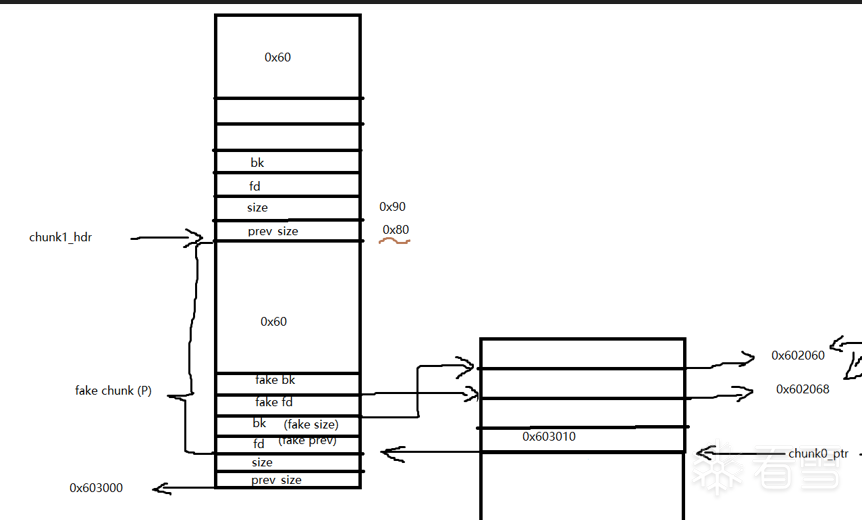 0x60
bk
fd
size 0x90
prev size 0x80
chunk1_hdr
0x60
fake bk
fake chunk (P)
fake fd
bk (fake size)
fd (fake prev)
size
prev size
0x603000
0x602060
0x602068
0x603010
chunk0_ptr
看雪